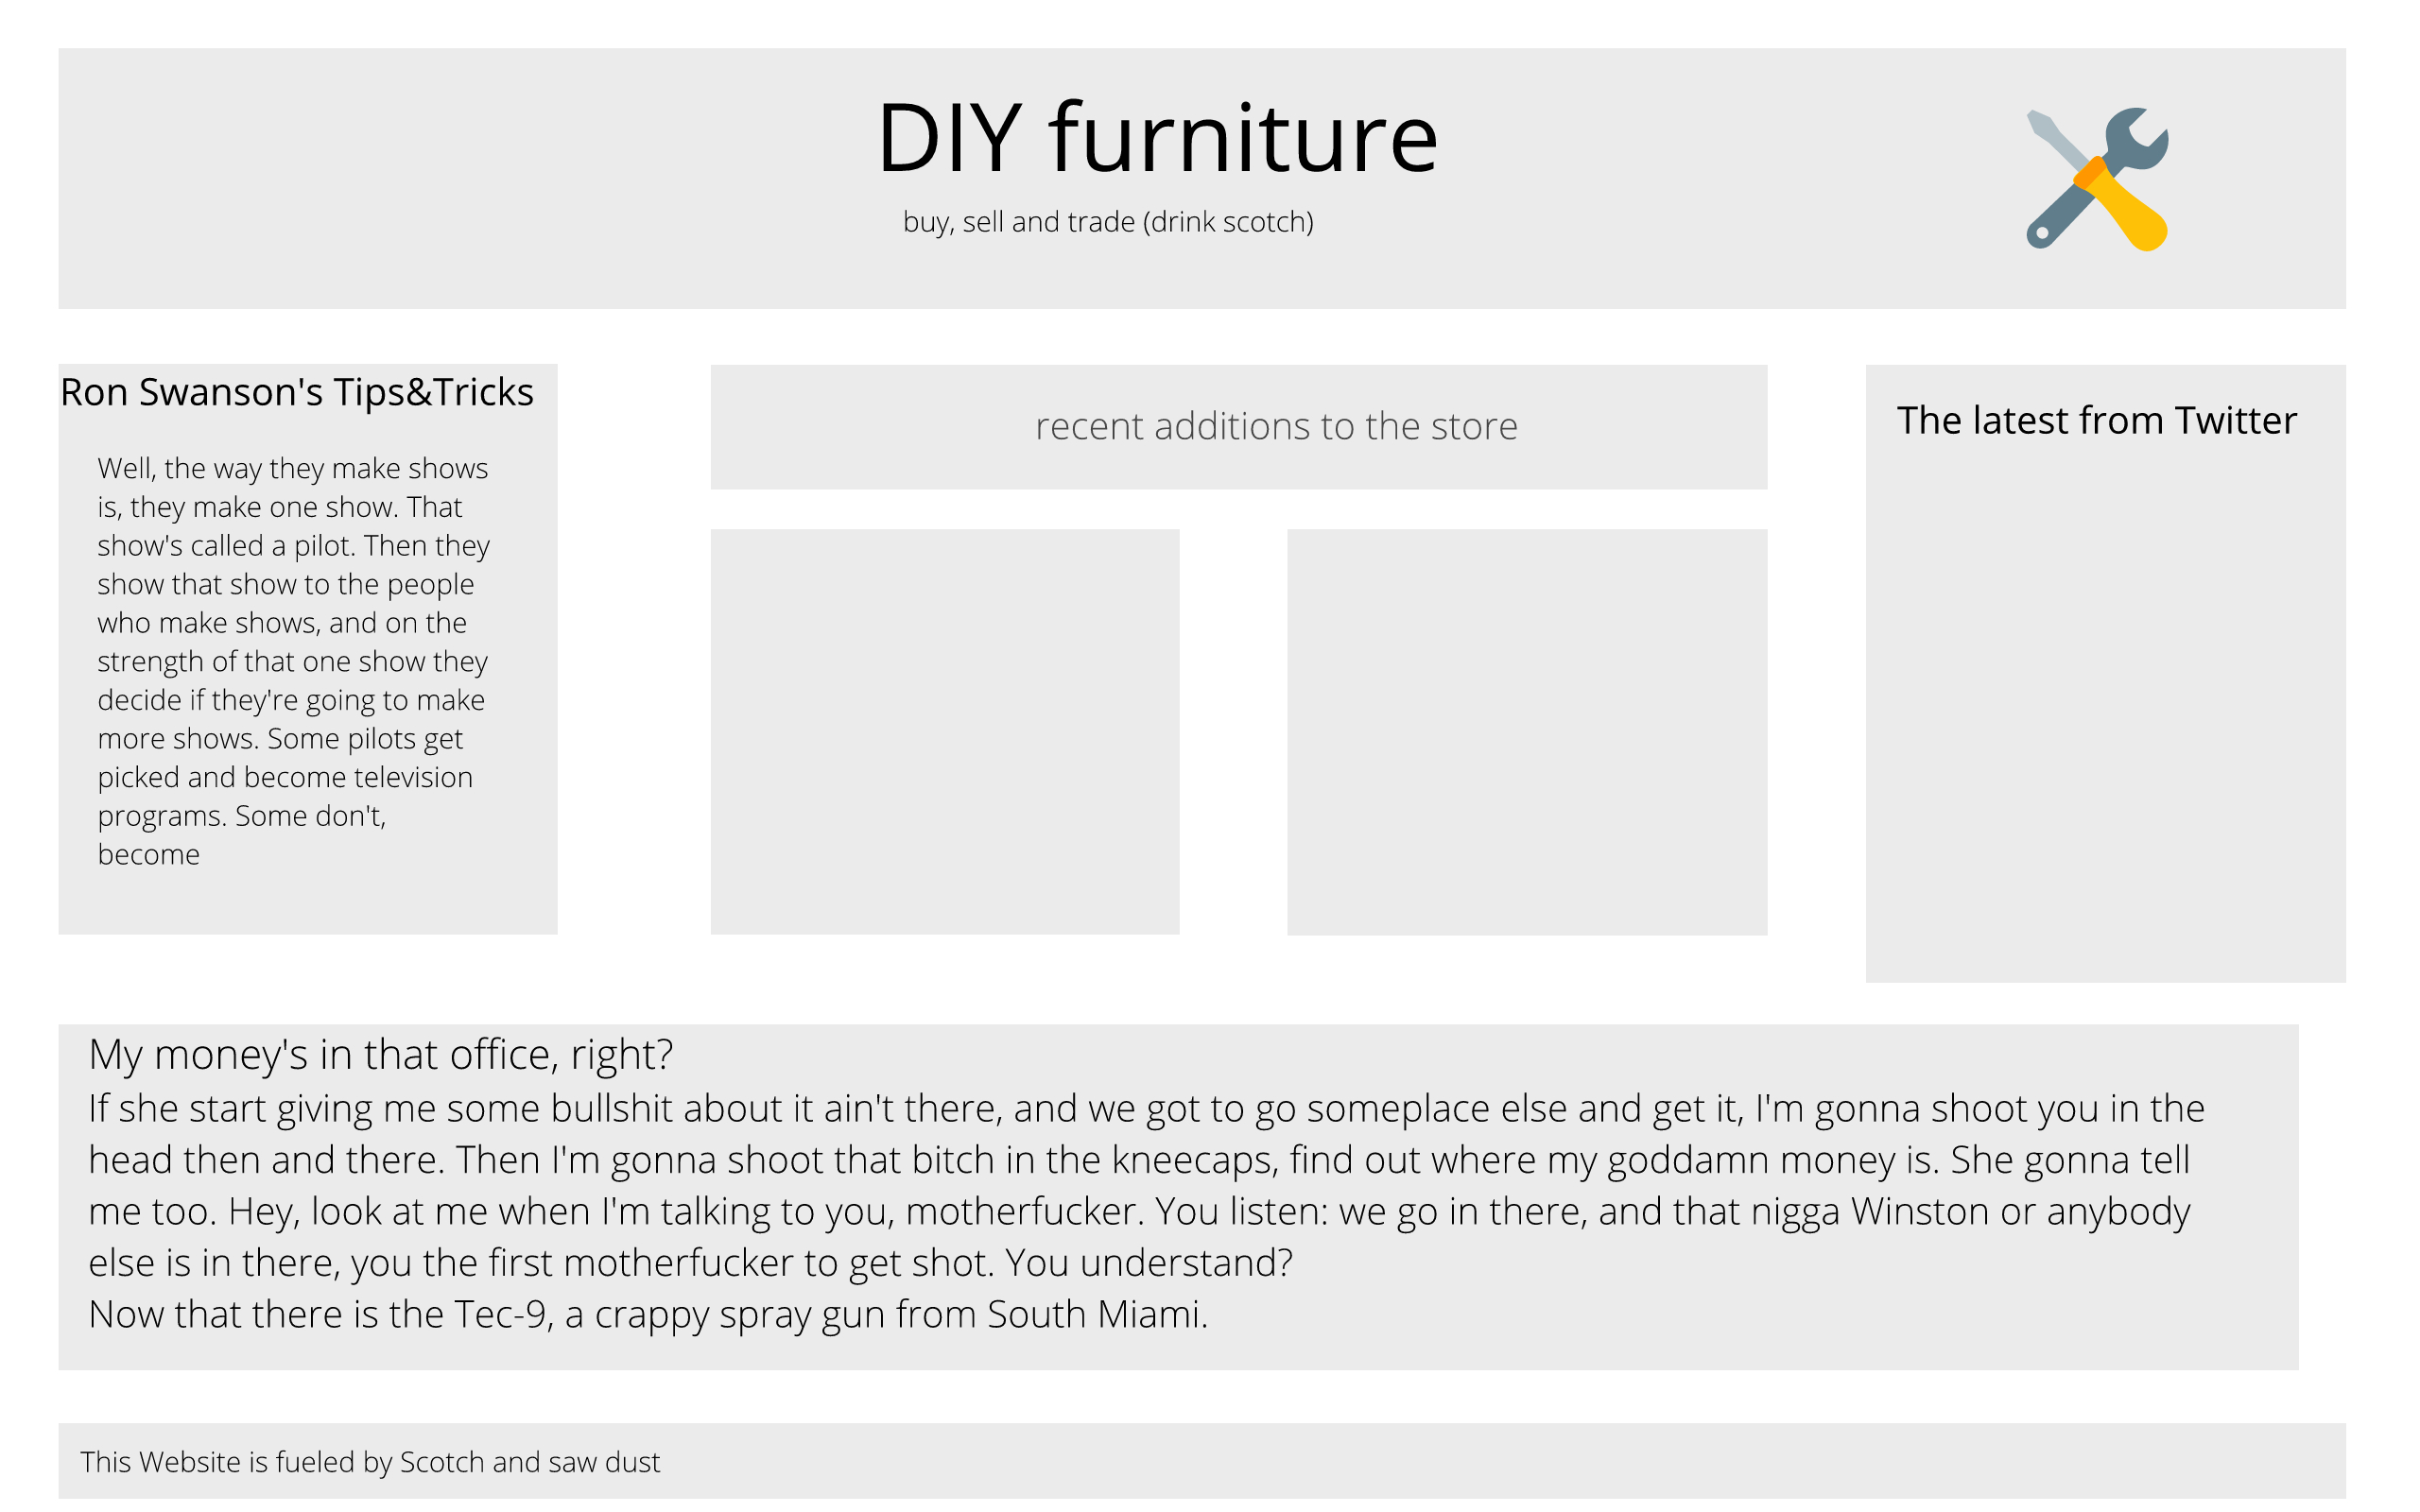 DIY furniture
buy, sell and trade (drink scotch)
Ron Swanson's Tips&Tricks
Well, the way they make shows
is, they make one show. That
show's called a pilot. Then they
show that show to the people
who make shows, and on the
strength of that one show they
decide if they're going to make
more shows. Some pilots get
picked and become television
programs. Some don't,
become
recent additions to the store
The latest from Twitter
My money's in that office, right?
If she start giving me some bullshit about it ain't there, and we got to go someplace else and get it, I'm gonna shoot you in the
head then and there. Then I'm gonna shoot that bitch in the kneecaps, find out where my goddamn money is. She gonna tell
me too. Hey, look at me when I'm talking to you, motherfucker. You listen: we go in there, and that nigga Winston or anybody
else is in there, you the first motherfucker to get shot. You understand?
Now that there is the Tec-9, a crappy spray gun from South Miami.
This Website is fueled by Scotch and saw dust